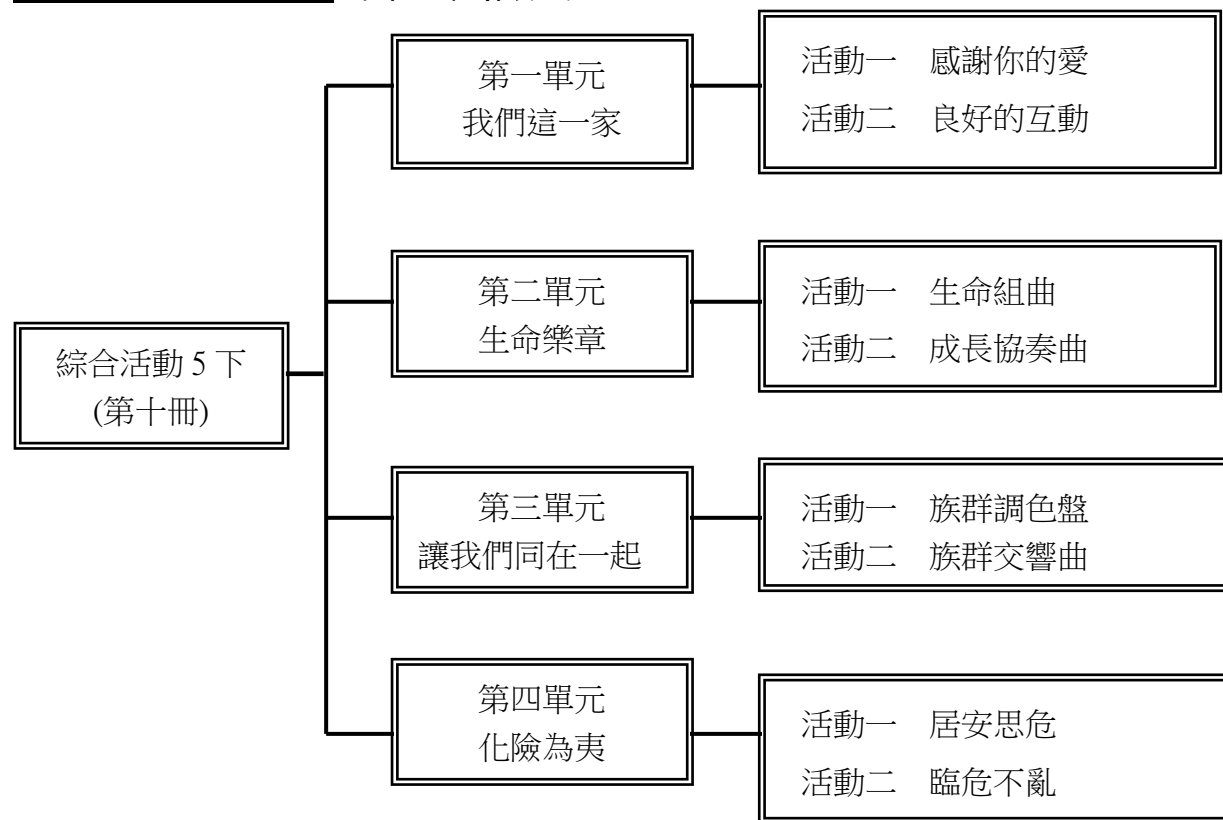 綜合活動 5 下
(第十冊)
第一單元
我們這一家
活動一　感謝你的愛
活動二　良好的互動
第二單元
生命樂章
活動一　生命組曲
活動二　成長協奏曲
第三單元
讓我們同在一起
活動一　族群調色盤
活動二　族群交響曲
第四單元
化險為夷
活動一　居安思危
活動二　臨危不亂